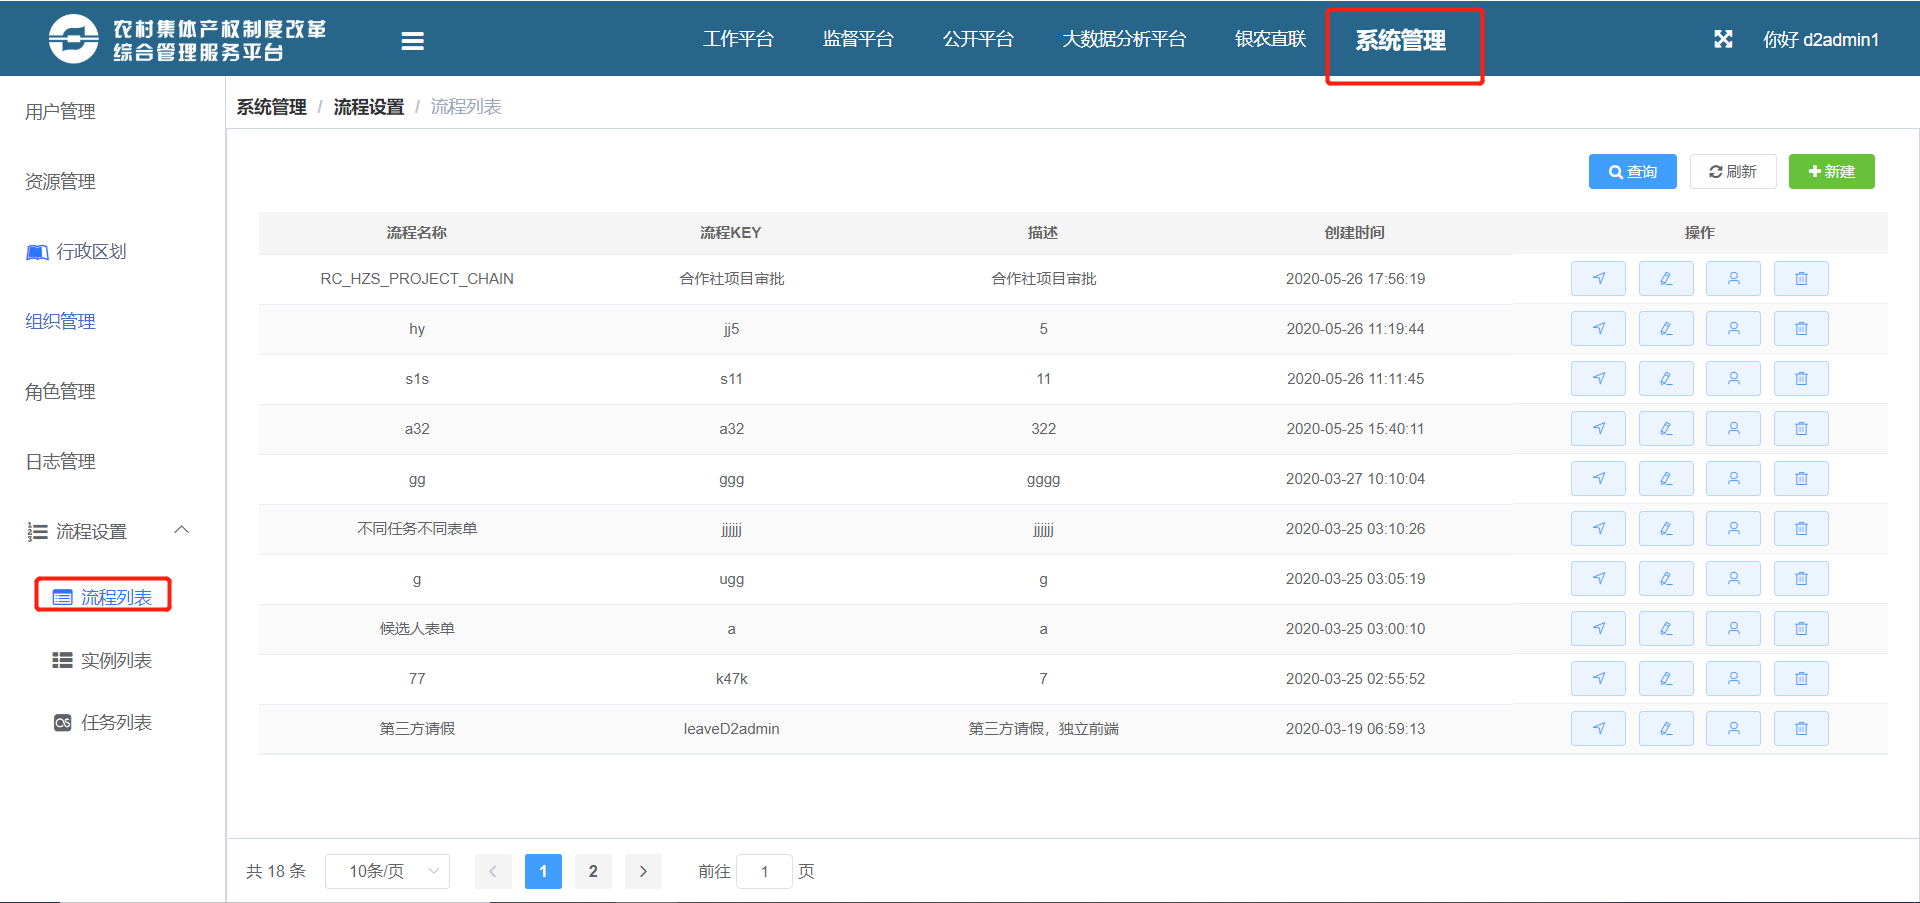 农村集体产权制度改革
综合管理服务平台
工作平台 监督平台 公开平台 大数据分析平台 银农直联 系统管理 你好 d2admin1
用户管理
资源管理
行政区划
组织管理
角色管理
日志管理
流程设置
流程列表
实例列表
任务列表
系统管理 / 流程设置 / 流程列表
查询 刷新 新建
流程名称 流程KEY 描述 创建时间 操作
RC_HZS_PROJECT_CHAIN 合作社项目审批 合作社项目审批 2020-05-26 17:56:19
hy jj5 5 2020-05-26 11:19:44
s1s s11 11 2020-05-26 11:11:45
a32 a32 322 2020-05-25 15:40:11
gg ggg gggg 2020-03-27 10:10:04
不同任务不同表单 jjjjjj jjjjjj 2020-03-25 03:10:26
g ugg g 2020-03-25 03:05:19
候选人表单 a a 2020-03-25 03:00:10
77 k47k 7 2020-03-25 02:55:52
第三方请假 leaveD2admin 第三方请假，独立前端 2020-03-19 06:59:13
共 18 条 10条/页 1 2 前往 1 页